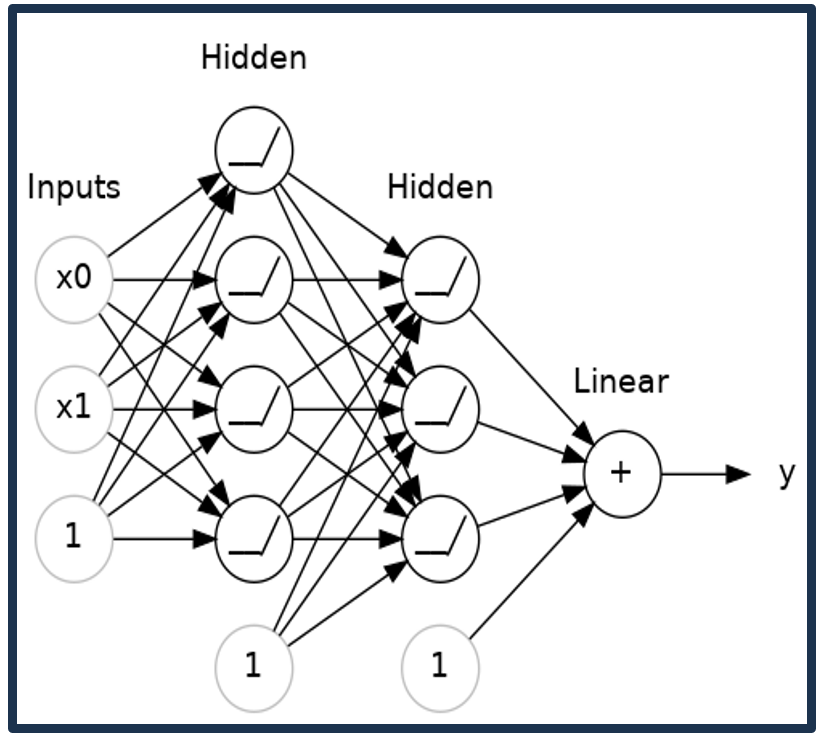 Hidden
Inputs
Hidden
x0
x1
Linear
+
y
1
1
1